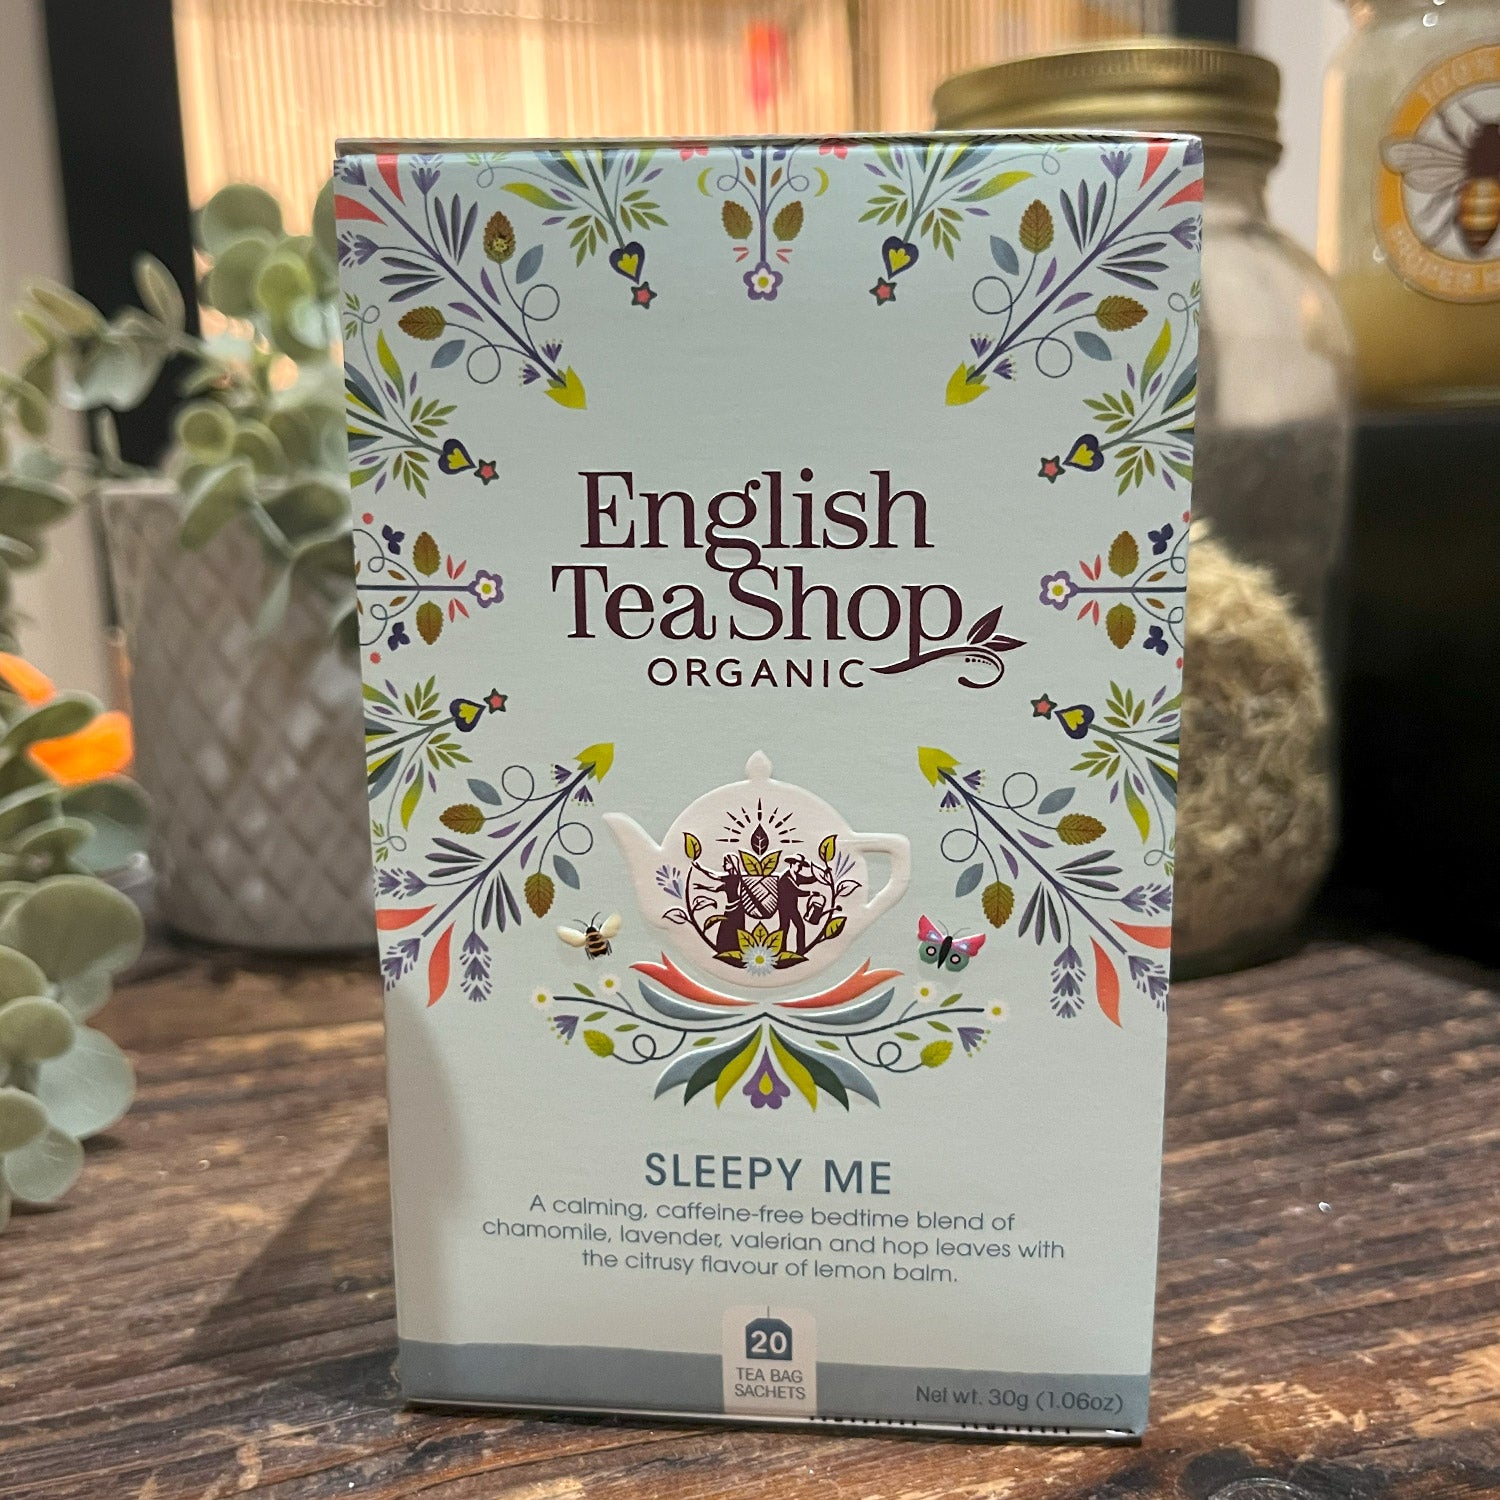 English
Tea Shop
ORGANIC
SLEEPY ME
A calming, caffeine-free bedtime blend of
chamomile, lavender, valerian and hop leaves with
the citrusy flavour of lemon balm.
20
TEA BAG
SACHETS
Net wt. 30g (1.06oz)